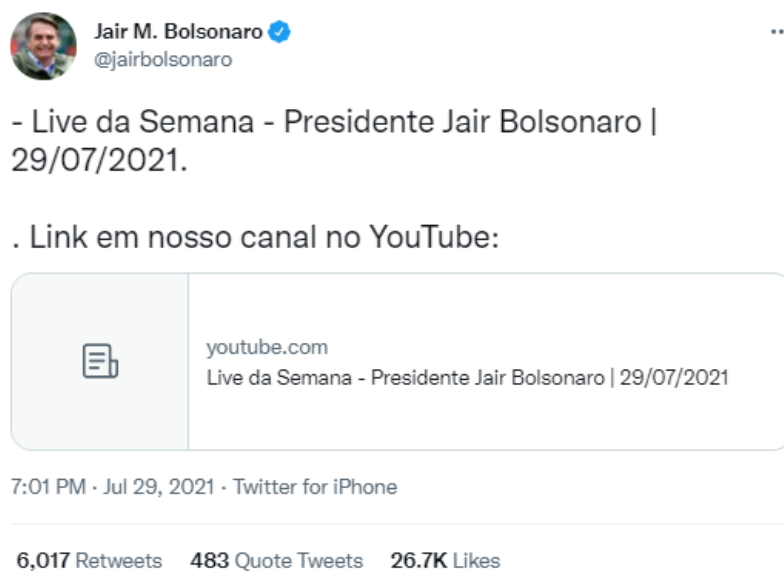 Jair M. Bolsonaro
@jairbolsonaro
- Live da Semana - Presidente Jair Bolsonaro |
29/07/2021.
. Link em nosso canal no YouTube:
youtube.com
Live da Semana - Presidente Jair Bolsonaro | 29/07/2021
7:01 PM · Jul 29, 2021 · Twitter for iPhone
6,017 Retweets 483 Quote Tweets 26.7K Likes